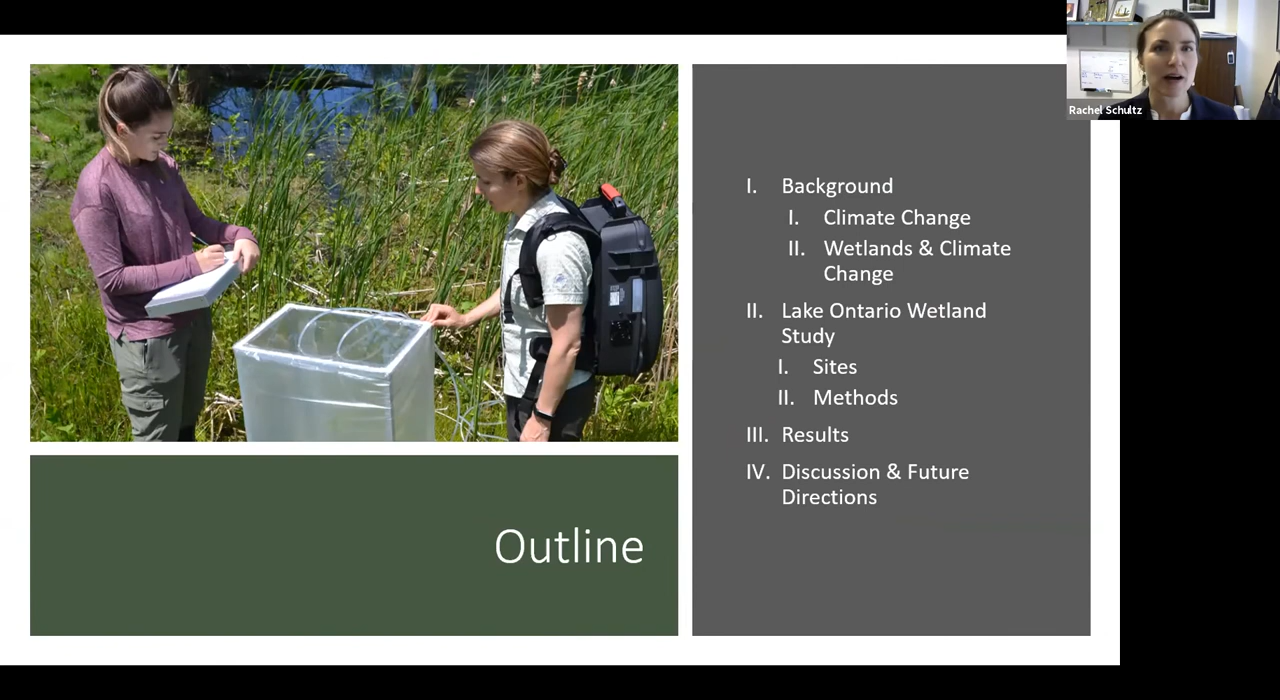 Rachel Schultz
I. Background
I. Climate Change
II. Wetlands & Climate
Change
II. Lake Ontario Wetland
Study
I. Sites
II. Methods
III. Results
IV. Discussion & Future
Directions
Outline